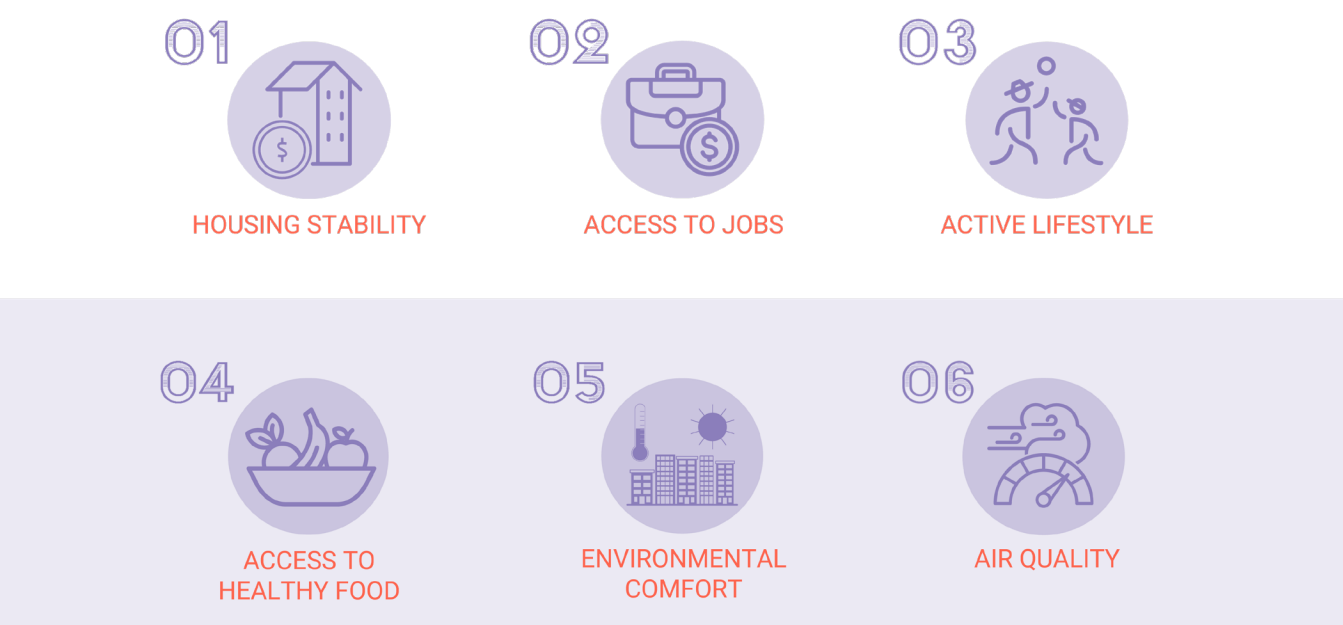 01
02
03
$
$
HOUSING STABILITY
ACCESS TO JOBS
ACTIVE LIFESTYLE
04
05
06
ACCESS TO
HEALTHY FOOD
ENVIRONMENTAL
COMFORT
AIR QUALITY